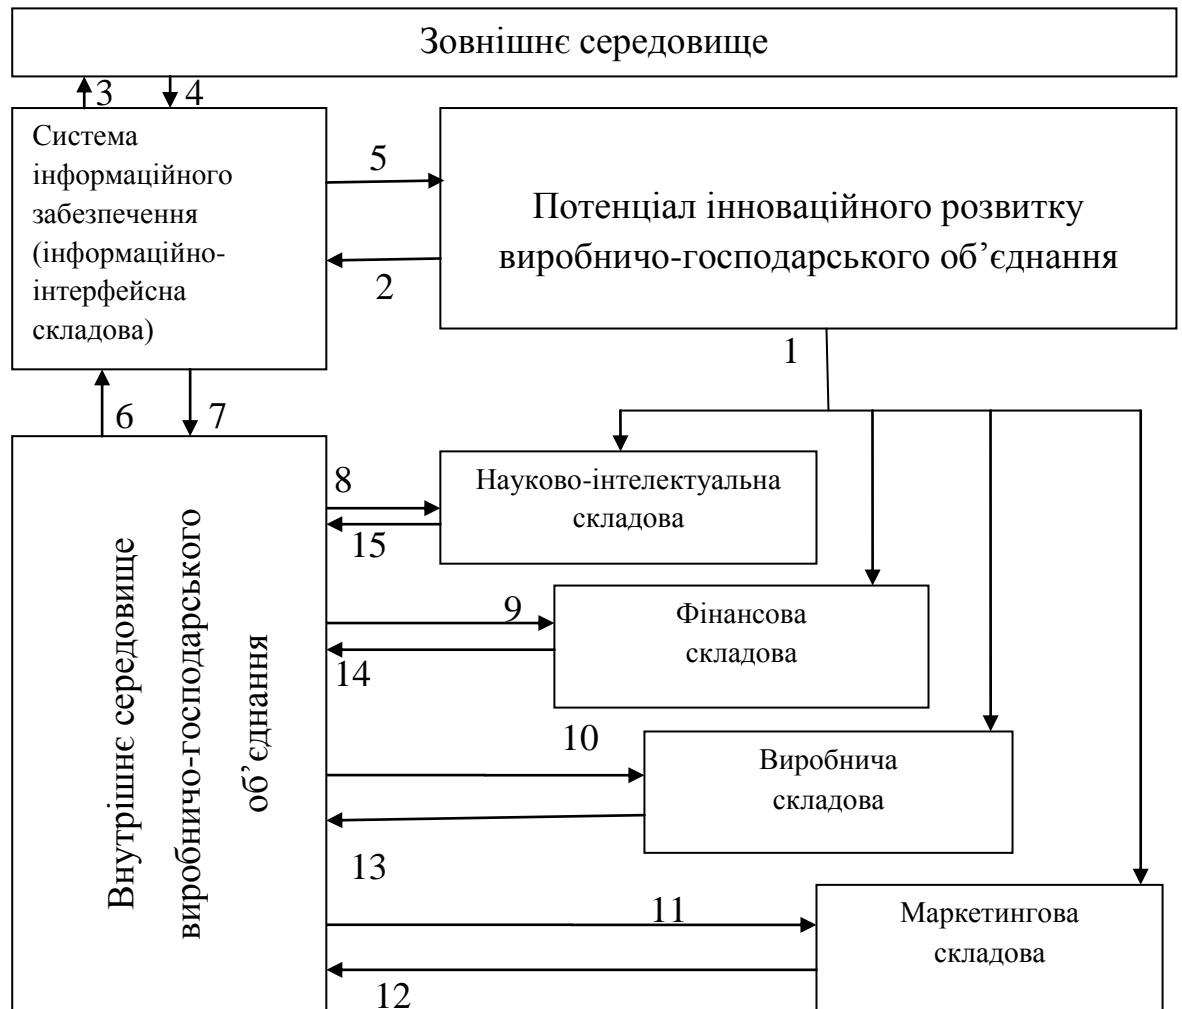 Зовнішнє середовище
3
4
Система
інформаційного
забезпечення
(інформаційно-
інтерфейсна
складова)
5
2
Потенціал інноваційного розвитку
виробничо-господарського об’єднання
1
6
7
Внутрішнє середовище
виробничо-господарського
об’єднання
8
15
Науково-інтелектуальна
складова
9
14
Фінансова
складова
10
13
Виробнича
складова
11
12
Маркетингова
складова